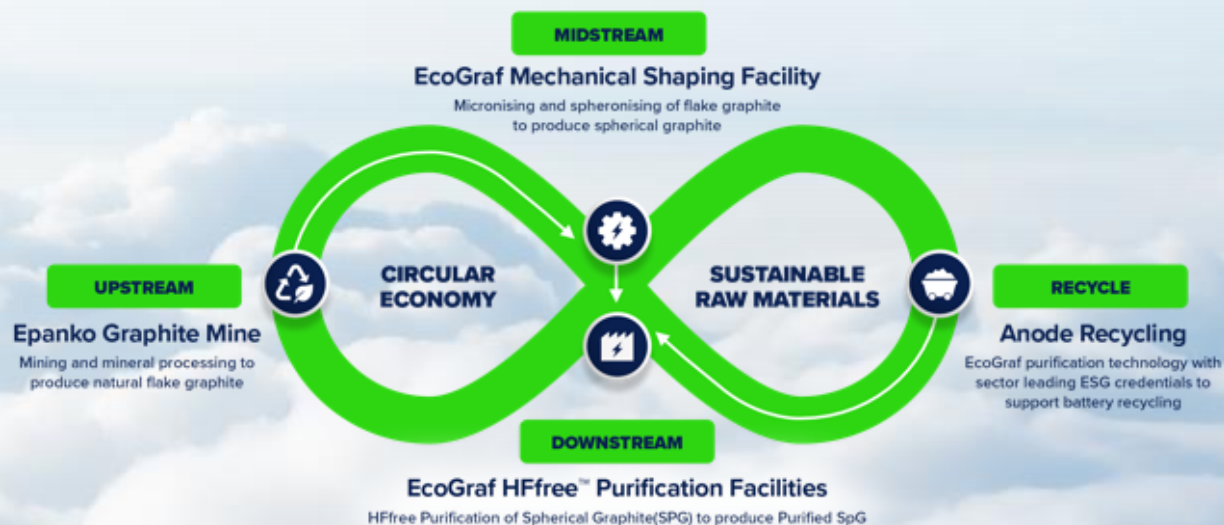 MIDSTREAM
EcoGraf Mechanical Shaping Facility
Micronising and spheronising of flake graphite
to produce spherical graphite
UPSTREAM
Epanko Graphite Mine
Mining and mineral processing to
produce natural flake graphite
CIRCULAR
ECONOMY
SUSTAINABLE
RAW MATERIALS
RECYCLE
Anode Recycling
EcoGraf purification technology with
sector leading ESG credentials to
support battery recycling
DOWNSTREAM
EcoGraf HFfree™ Purification Facilities
HFfree Purification of Spherical Graphite(SPG) to produce Purified SpG